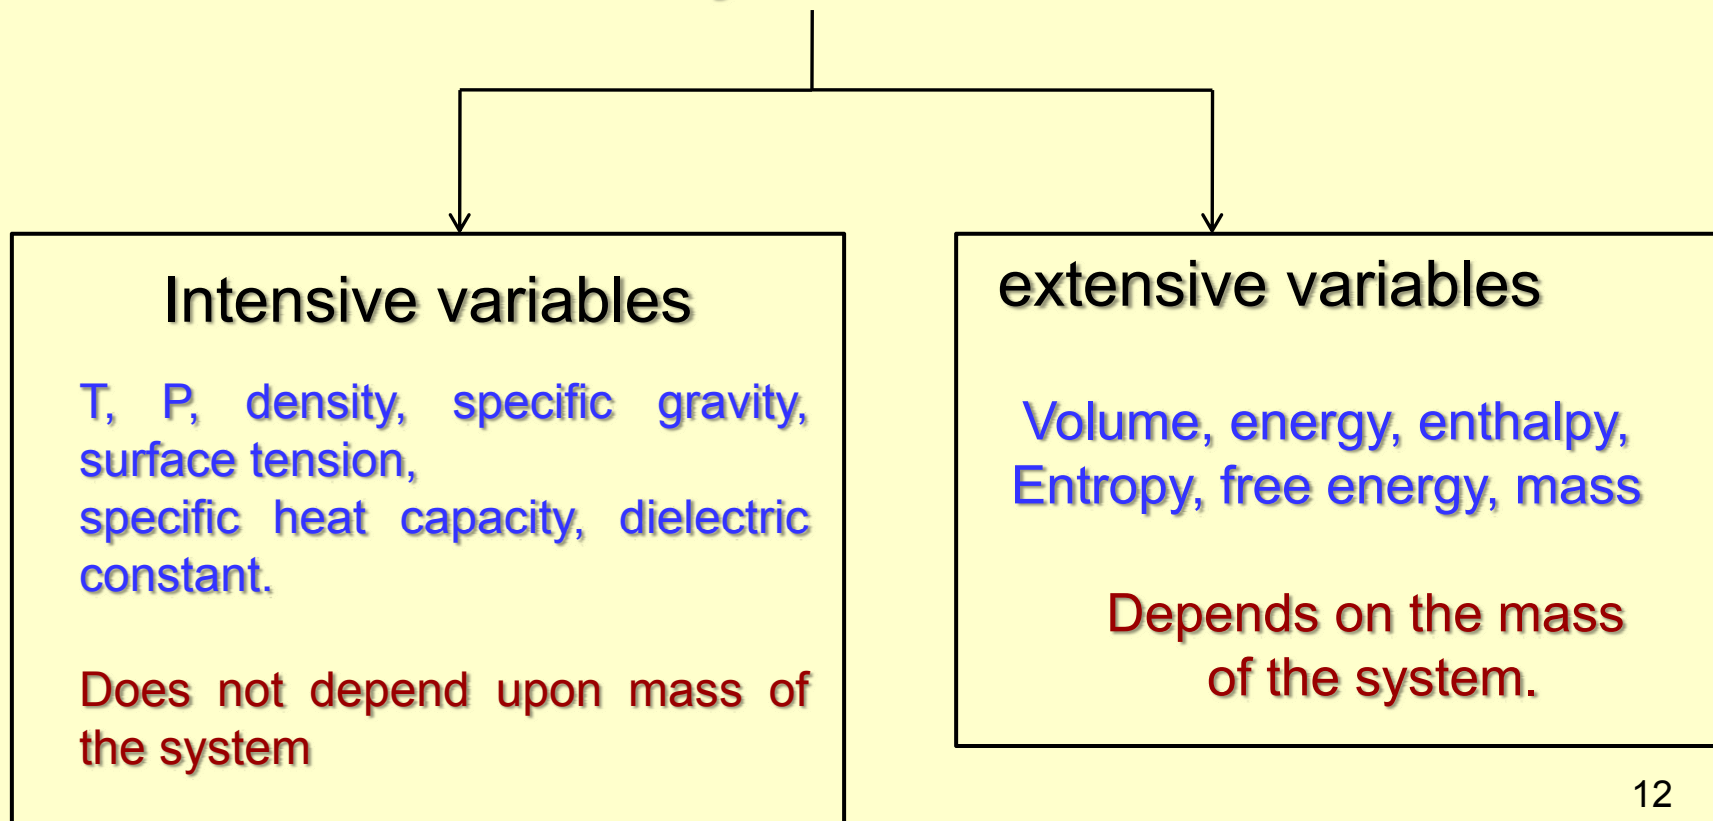 Intensive variables
T, P, density, specific gravity,
surface tension,
specific heat capacity, dielectric
constant.
Does not depend upon mass of
the system
extensive variables
Volume, energy, enthalpy,
Entropy, free energy, mass
Depends on the mass
of the system.
12